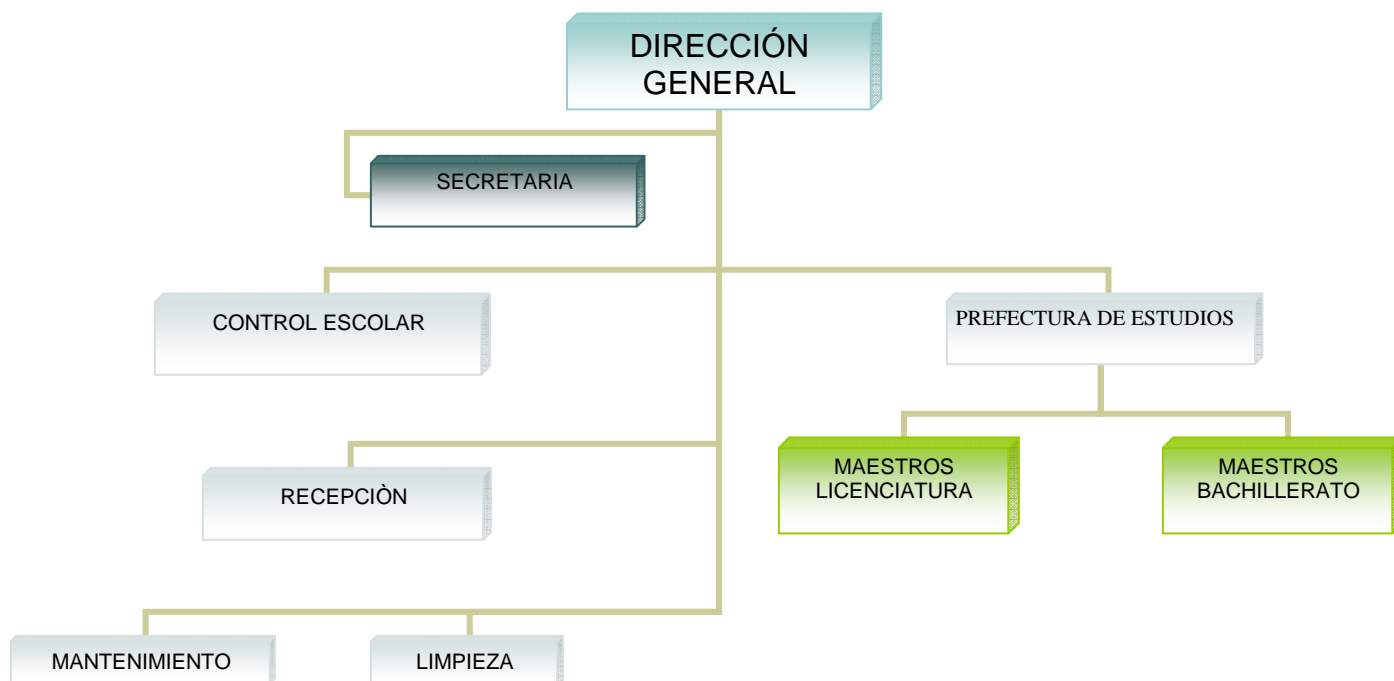 DIRECCIÓN
GENERAL
SECRETARIA
CONTROL ESCOLAR
PREFECTURA DE ESTUDIOS
RECEPCIÒN
MAESTROS
LICENCIATURA
MAESTROS
BACHILLERATO
MANTENIMIENTO
LIMPIEZA